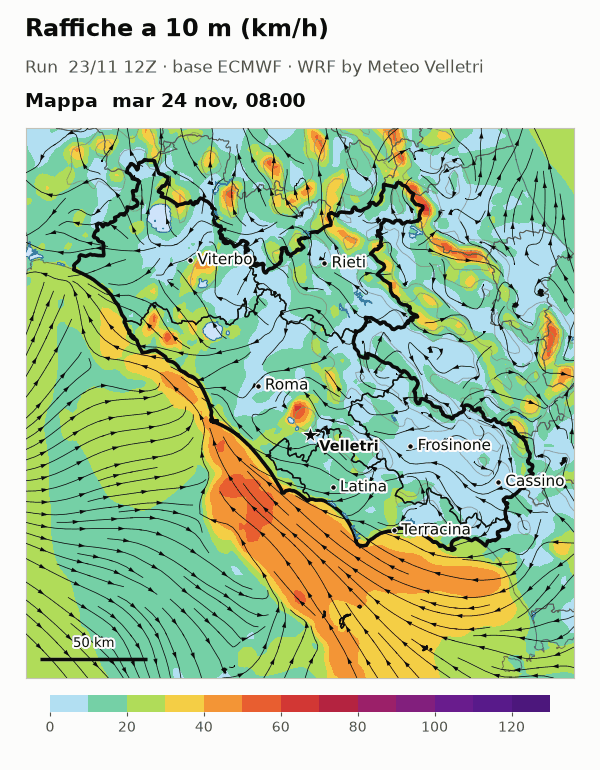 Raffiche a 10 m (km/h)
Run  23/11 12Z · base ECMWF · WRF by Meteo Velletri
Mappa  mar 24 nov, 08:00
Viterbo
Rieti
Roma
Velletri
Frosinone
Cassino
Latina
Terracina
50 km
0 20 40 60 80 100 120